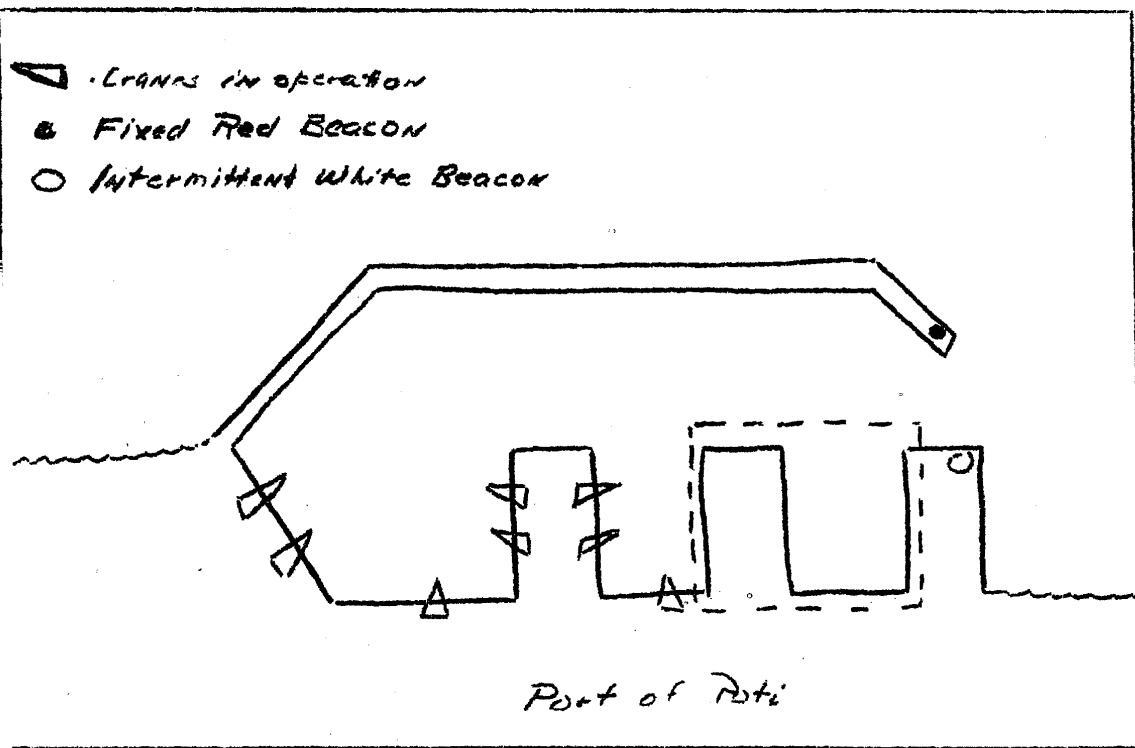 Cranes in operation
Fixed Red Beacon
Intermittent White Beacon
Port of Poti